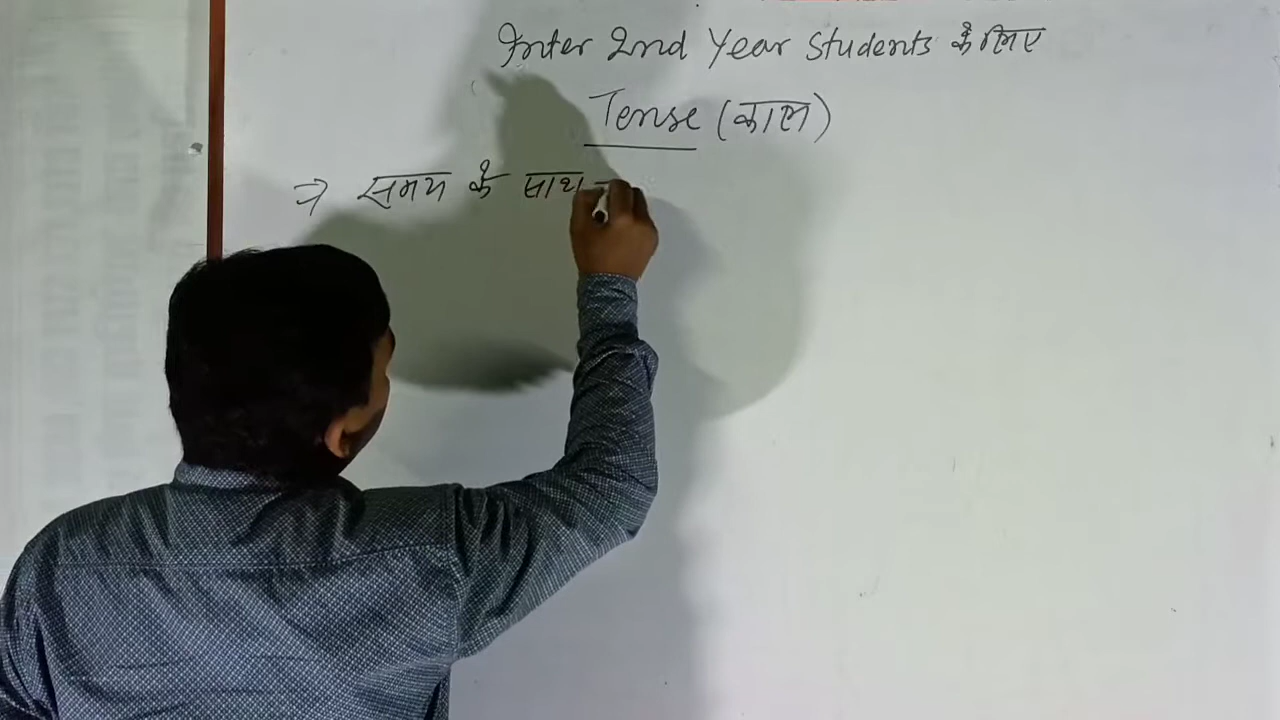 Inter 2nd Year Students के लिए
Tense (काल)
⇒ समय के साथ